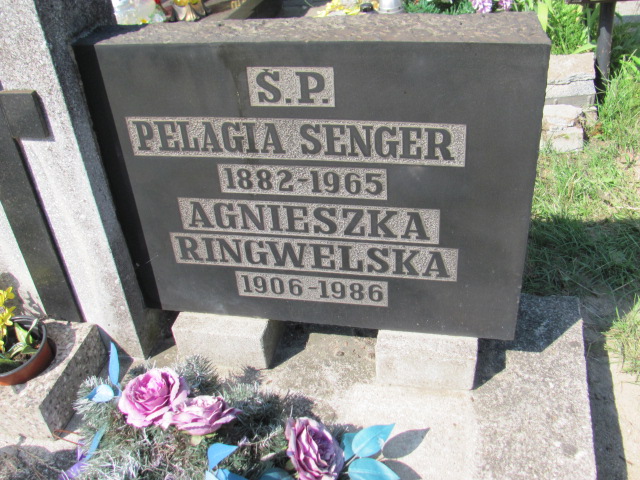 Ś.P.
PELAGIA SENGER
1882-1965
AGNIESZKA
RINGWELSKA
1906-1986